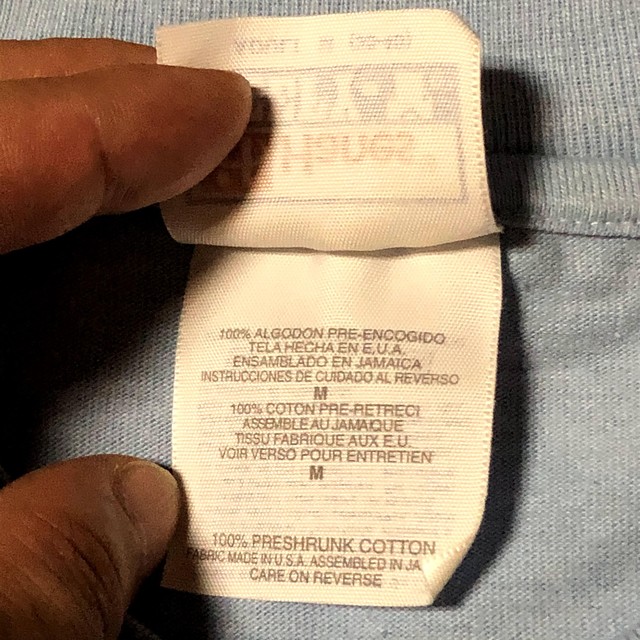 Hanes
100% ALGODON PRE-ENCOGIDO
TELA HECHA EN E.U.A.
ENSAMBLADO EN JAMAICA
INSTRUCCIONES DE CUIDADO AL REVERSO
M
100% COTON PRE-RETRECI
ASSEMBLE AU JAMAIQUE
TISSU FABRIQUE AUX E.U.
VOIR VERSO POUR ENTRETIEN
M
100% PRESHRUNK COTTON
FABRIC MADE IN U.S.A. ASSEMBLED IN JA
CARE ON REVERSE